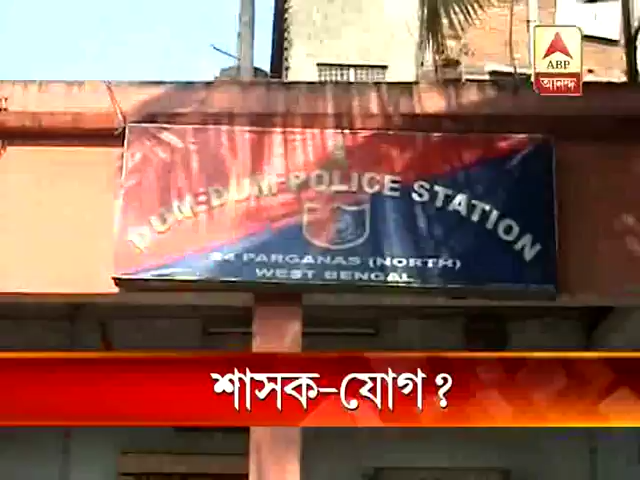 ABP
আনন্দ
DUM-DUM POLICE STATION
24 PARGANAS (NORTH)
WEST BENGAL
শাসক-যোগ?